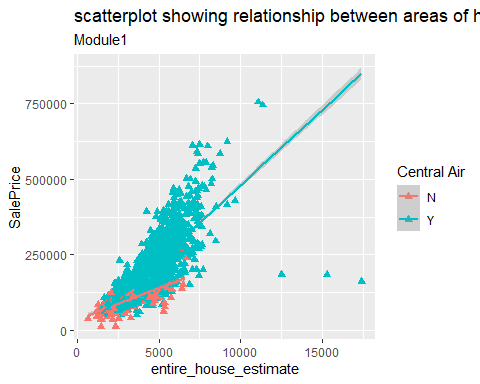 scatterplot showing relationship between areas of h
Module1
750000
500000
250000
0
SalePrice
0 5000 10000 15000
entire_house_estimate
Central Air
N
Y